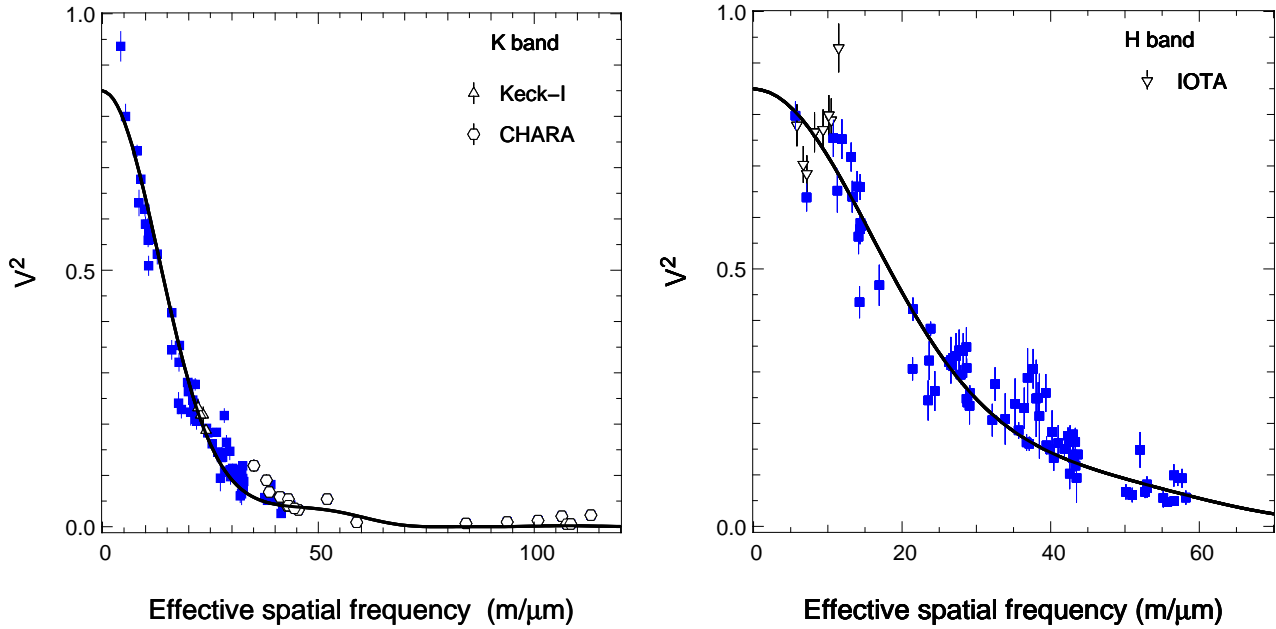 1.0
0.5
0.0
V²
K band
Keck–I
CHARA
0
50
100
Effective spatial frequency (m/μm)
1.0
0.5
0.0
V²
H band
IOTA
0
20
40
60
Effective spatial frequency (m/μm)